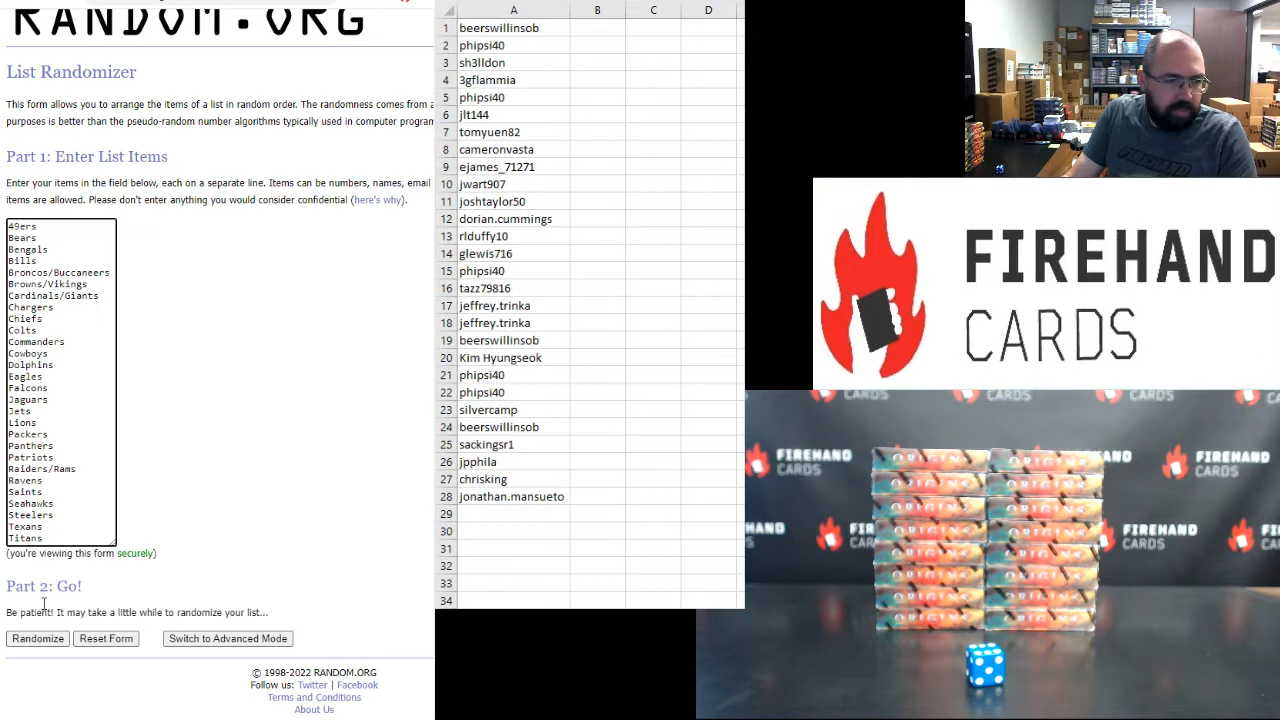 RANDOM.ORG
List Randomizer
This form allows you to arrange the items of a list in random order. The randomness comes from a
purposes is better than the pseudo-random number algorithms typically used in computer program
Part 1: Enter List Items
Enter your items in the field below, each on a separate line. Items can be numbers, names, email
items are allowed. Please don't enter anything you would consider confidential (here's why).
49ers
Bears
Bengals
Bills
Broncos/Buccaneers
Browns/Vikings
Cardinals/Giants
Chargers
Chiefs
Colts
Commanders
Cowboys
Dolphins
Eagles
Falcons
Jaguars
Jets
Lions
Packers
Panthers
Patriots
Raiders/Rams
Ravens
Saints
Seahawks
Steelers
Texans
Titans
(you're viewing this form securely)
Part 2: Go!
Be patient! It may take a little while to randomize your list...
Randomize Reset Form Switch to Advanced Mode
© 1998-2022 RANDOM.ORG
Follow us: Twitter | Facebook
Terms and Conditions
About Us
A B C D
1 beerswillinsob
2 phipsi40
3 sh3lldon
4 3gflammia
5 phipsi40
6 jlt144
7 tomyuen82
8 cameronvasta
9 ejames_71271
10 jwart907
11 joshtaylor50
12 dorian.cummings
13 rlduffy10
14 glewis716
15 phipsi40
16 tazz79816
17 jeffrey.trinka
18 jeffrey.trinka
19 beerswillinsob
20 Kim Hyungseok
21 phipsi40
22 phipsi40
23 silvercamp
24 beerswillinsob
25 sackingsr1
26 jpphila
27 chrisking
28 jonathan.mansueto
29
30
31
32
33
34
FIREHAND
CARDS
FIREHAND
CARDS
FIREHAND
CARDS
ORIGINS
ORIGINS